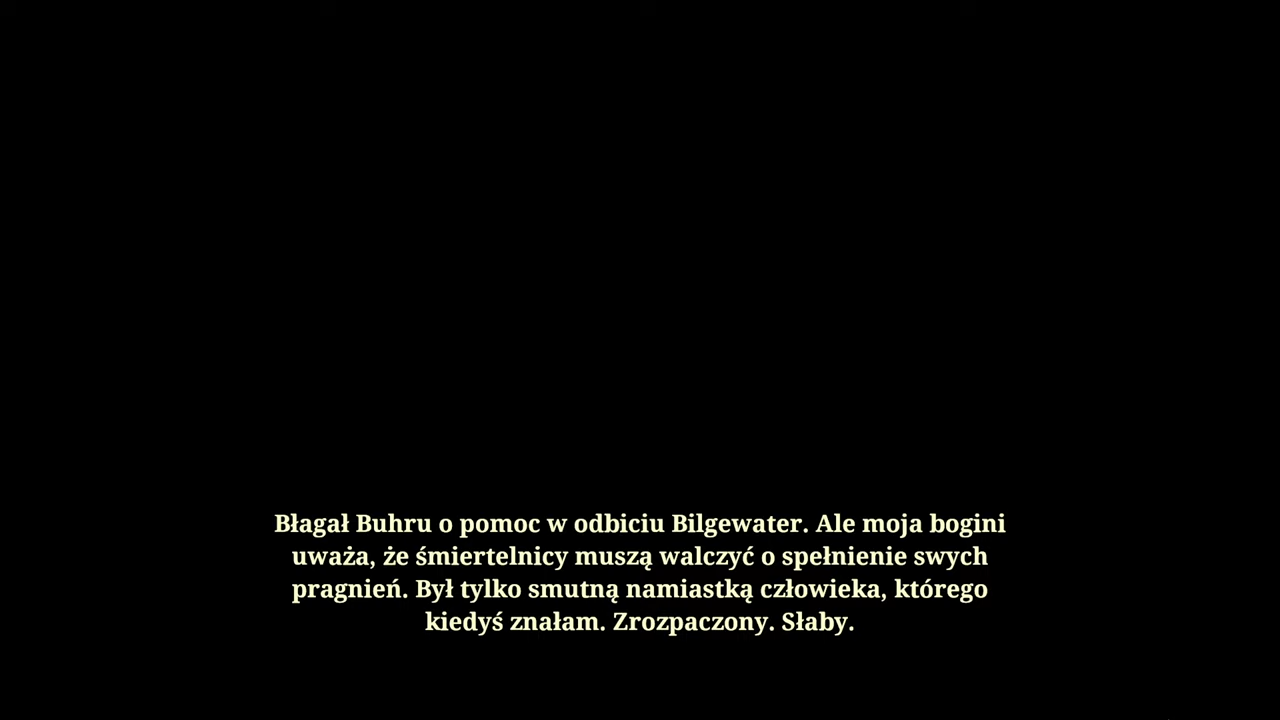 Błagał Buhru o pomoc w odbiciu Bilgewater. Ale moja bogini
uważa, że śmiertelnicy muszą walczyć o spełnienie swych
pragnień. Był tylko smutną namiastką człowieka, którego
kiedyś znałam. Zrozpaczony. Słaby.